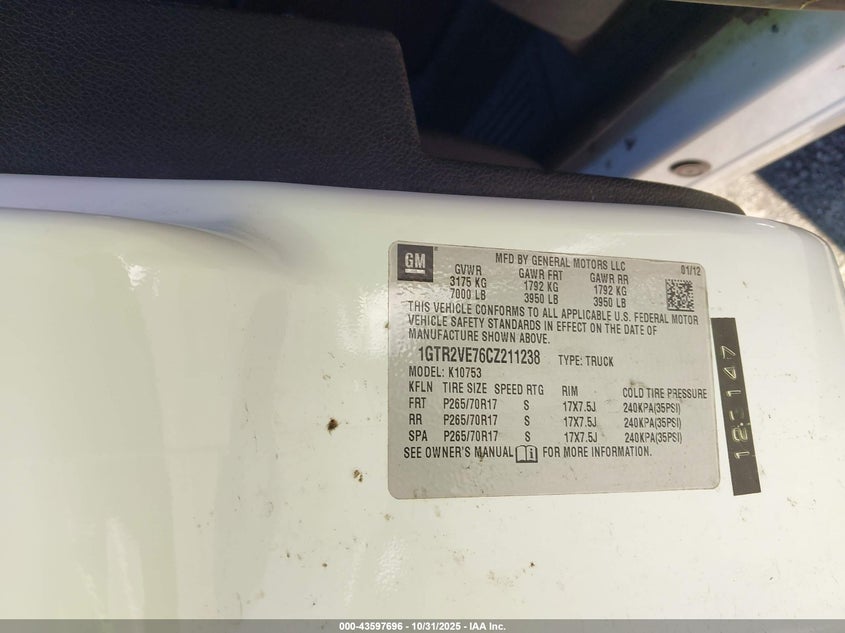 GM
MFD BY GENERAL MOTORS LLC
01/12
GVWR GAWR FRT GAWR RR
3175 KG 1792 KG 1792 KG
7000 LB 3950 LB 3950 LB
THIS VEHICLE CONFORMS TO ALL APPLICABLE U.S. FEDERAL MOTOR
VEHICLE SAFETY STANDARDS IN EFFECT ON THE DATE OF
MANUFACTURE SHOWN ABOVE.
1GTR2VE76CZ211238 TYPE: TRUCK
MODEL: K10753
KFLN TIRE SIZE SPEED RTG RIM COLD TIRE PRESSURE
FRT P265/70R17 S 17X7.5J 240KPA(35PSI)
RR P265/70R17 S 17X7.5J 240KPA(35PSI)
SPA P265/70R17 S 17X7.5J 240KPA(35PSI)
SEE OWNER'S MANUAL FOR MORE INFORMATION.
000-43597696 • 10/31/2025 - IAA Inc.